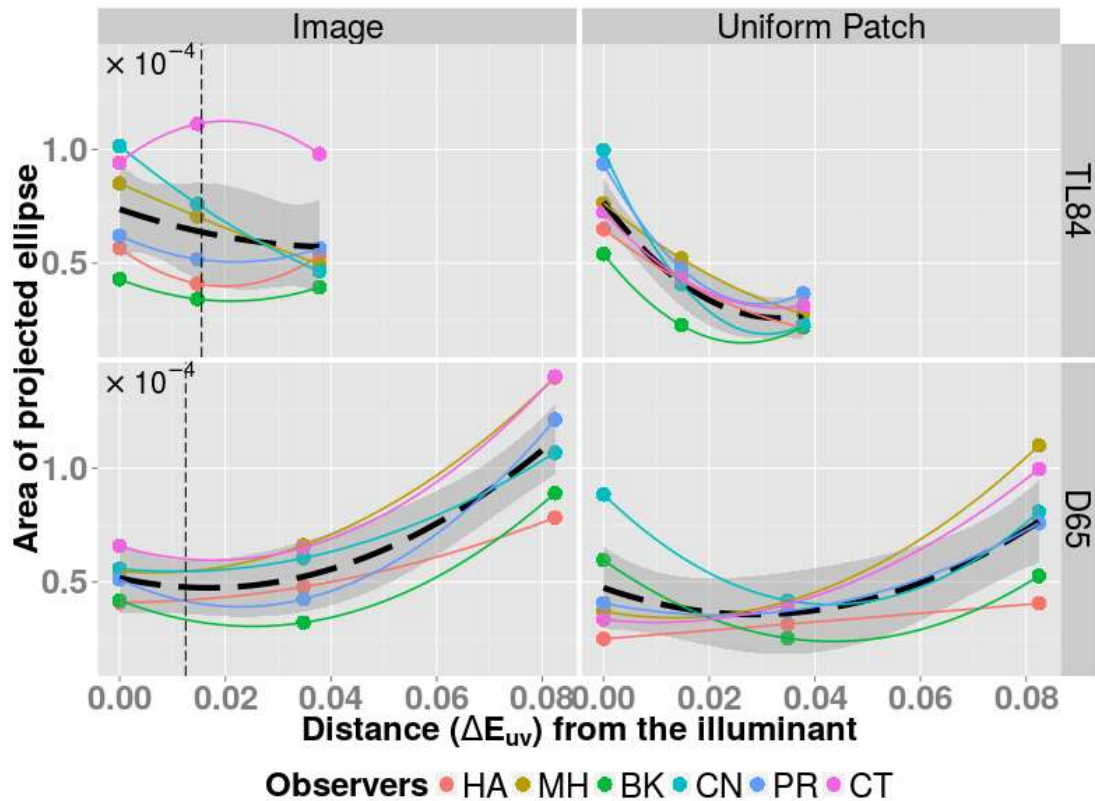 Image Uniform Patch
× 10⁻⁴
1.0
0.5
TL84
× 10⁻⁴
1.0
0.5
D65
Area of projected ellipse
0.00 0.02 0.04 0.06 0.08 0.00 0.02 0.04 0.06 0.08
Distance (ΔEuv) from the illuminant
Observers HA MH BK CN PR CT